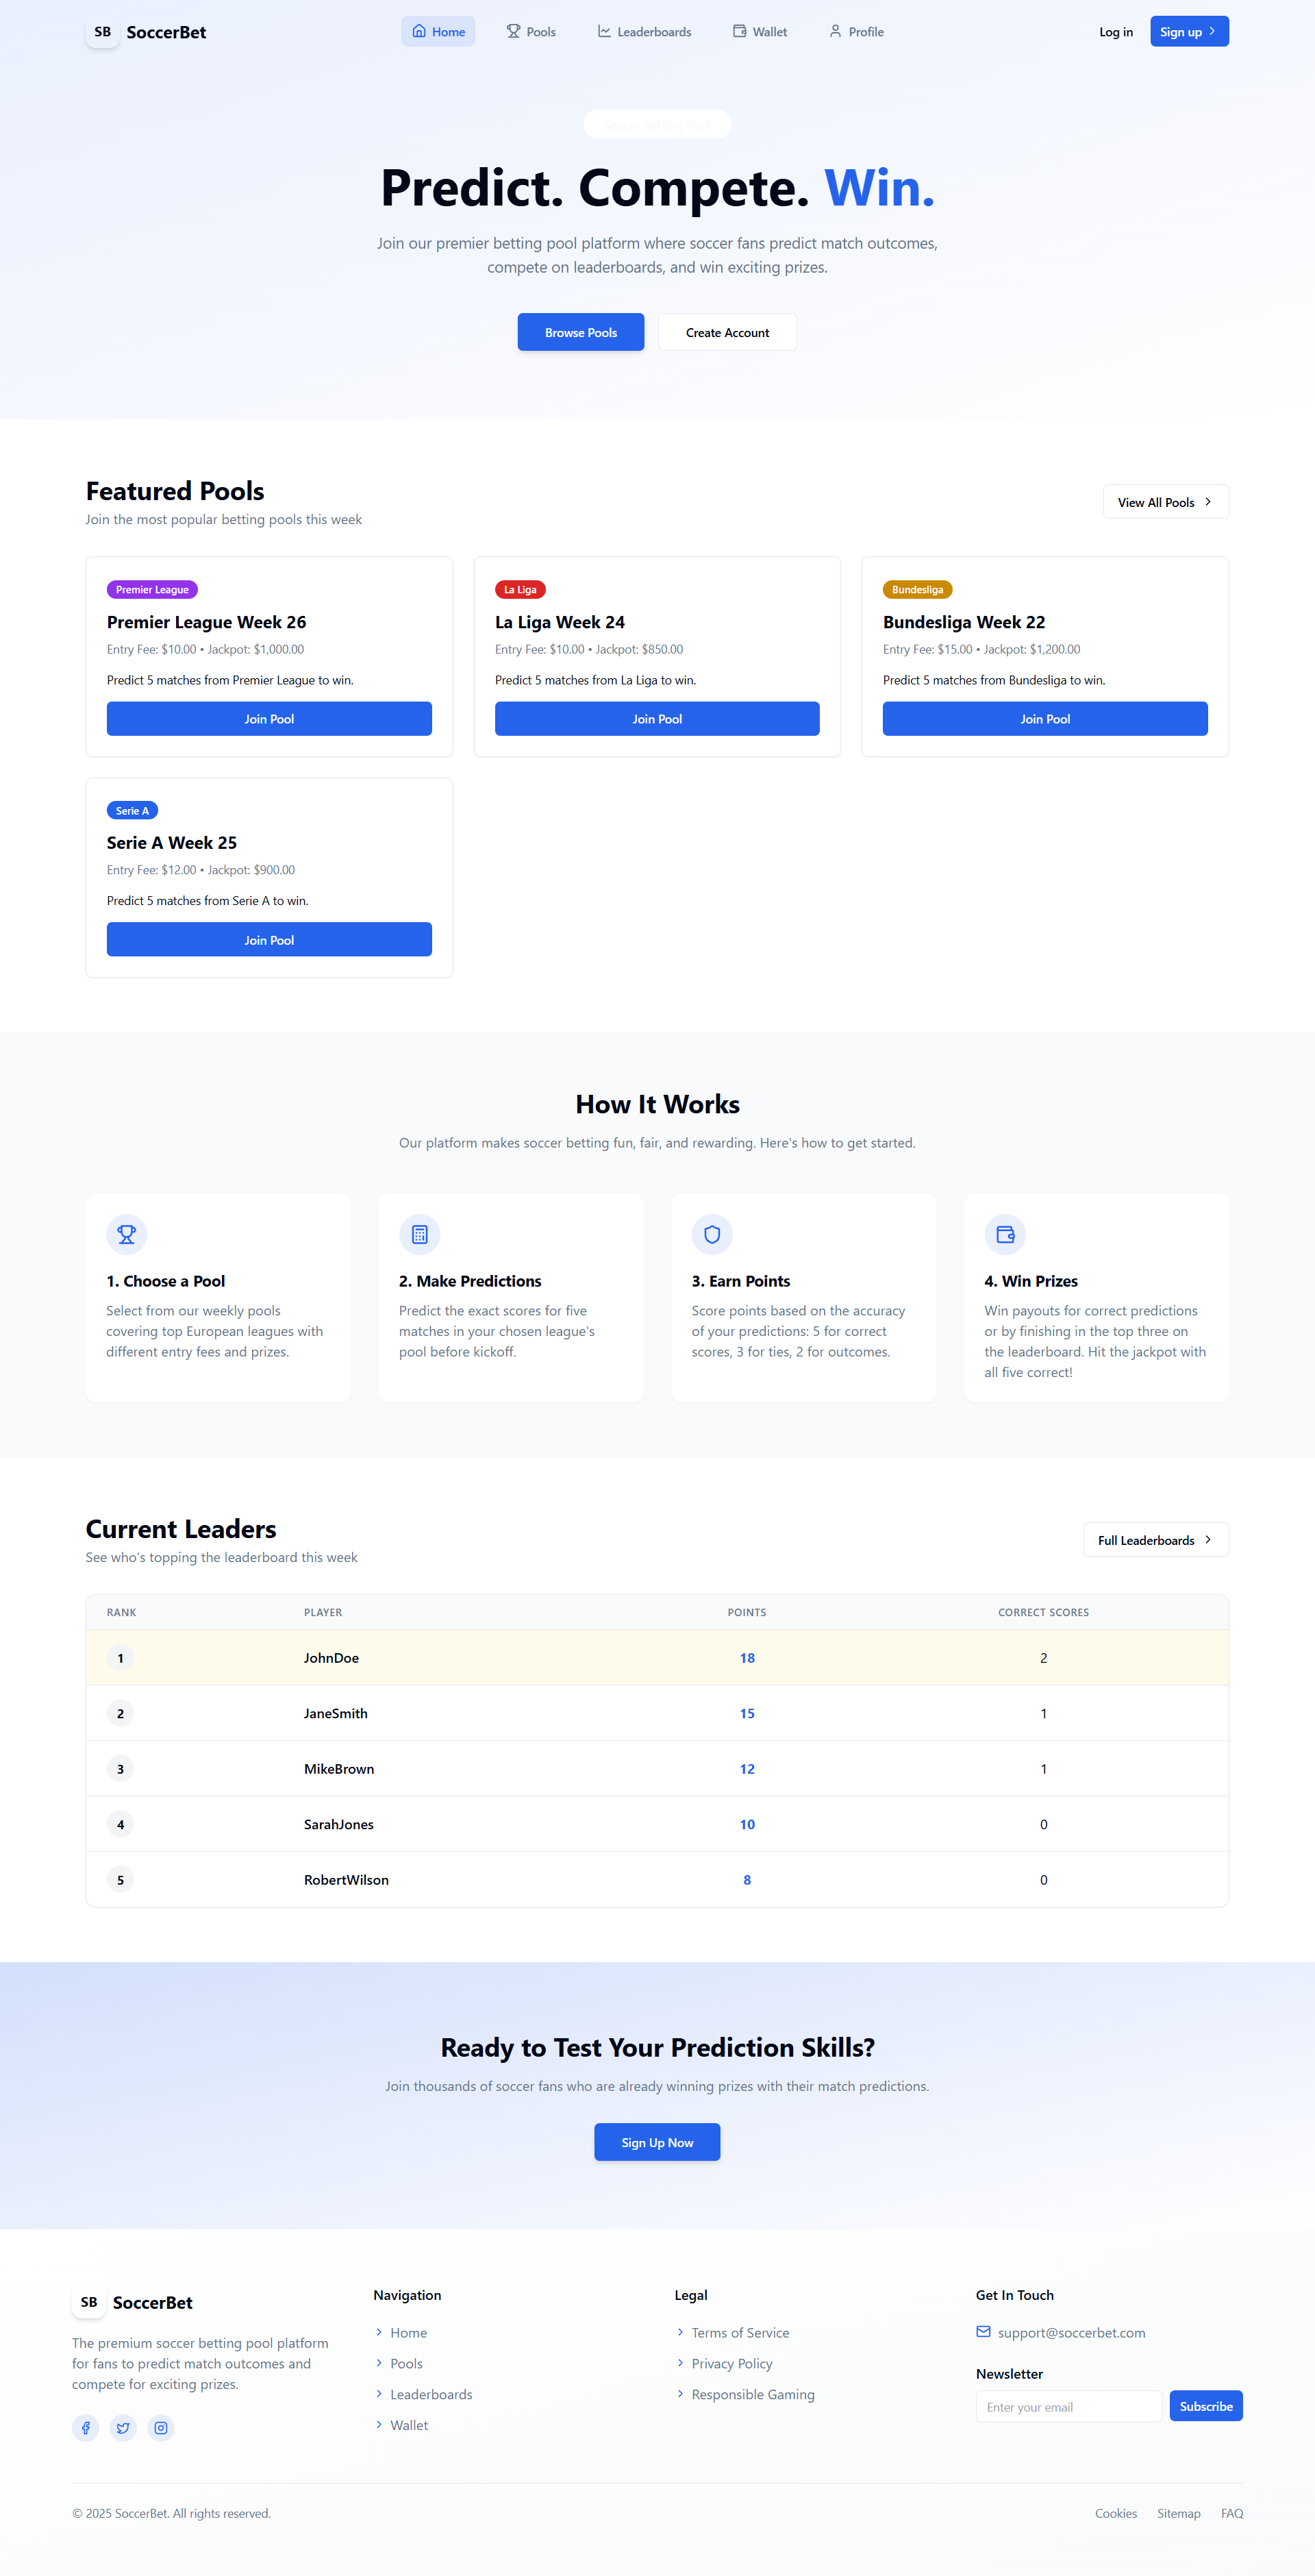 SB SoccerBet Home Pools Leaderboards Wallet Profile Log in Sign up
Soccer Betting Pool
Predict. Compete. Win.
Join our premier betting pool platform where soccer fans predict match outcomes,
compete on leaderboards, and win exciting prizes.
Browse Pools Create Account
Featured Pools
Join the most popular betting pools this week
View All Pools
Premier League
Premier League Week 26
Entry Fee: $10.00 • Jackpot: $1,000.00
Predict 5 matches from Premier League to win.
Join Pool
La Liga
La Liga Week 24
Entry Fee: $10.00 • Jackpot: $850.00
Predict 5 matches from La Liga to win.
Join Pool
Bundesliga
Bundesliga Week 22
Entry Fee: $15.00 • Jackpot: $1,200.00
Predict 5 matches from Bundesliga to win.
Join Pool
Serie A
Serie A Week 25
Entry Fee: $12.00 • Jackpot: $900.00
Predict 5 matches from Serie A to win.
Join Pool
How It Works
Our platform makes soccer betting fun, fair, and rewarding. Here's how to get started.
1. Choose a Pool
Select from our weekly pools
covering top European leagues with
different entry fees and prizes.
2. Make Predictions
Predict the exact scores for five
matches in your chosen league's
pool before kickoff.
3. Earn Points
Score points based on the accuracy
of your predictions: 5 for correct
scores, 3 for ties, 2 for outcomes.
4. Win Prizes
Win payouts for correct predictions
or by finishing in the top three on
the leaderboard. Hit the jackpot with
all five correct!
Current Leaders
See who's topping the leaderboard this week
Full Leaderboards
RANK PLAYER POINTS CORRECT SCORES
1 JohnDoe 18 2
2 JaneSmith 15 1
3 MikeBrown 12 1
4 SarahJones 10 0
5 RobertWilson 8 0
Ready to Test Your Prediction Skills?
Join thousands of soccer fans who are already winning prizes with their match predictions.
Sign Up Now
SB SoccerBet
The premium soccer betting pool platform
for fans to predict match outcomes and
compete for exciting prizes.
Navigation
Home
Pools
Leaderboards
Wallet
Legal
Terms of Service
Privacy Policy
Responsible Gaming
Get In Touch
support@soccerbet.com
Newsletter
Enter your email Subscribe
© 2025 SoccerBet. All rights reserved.
Cookies Sitemap FAQ